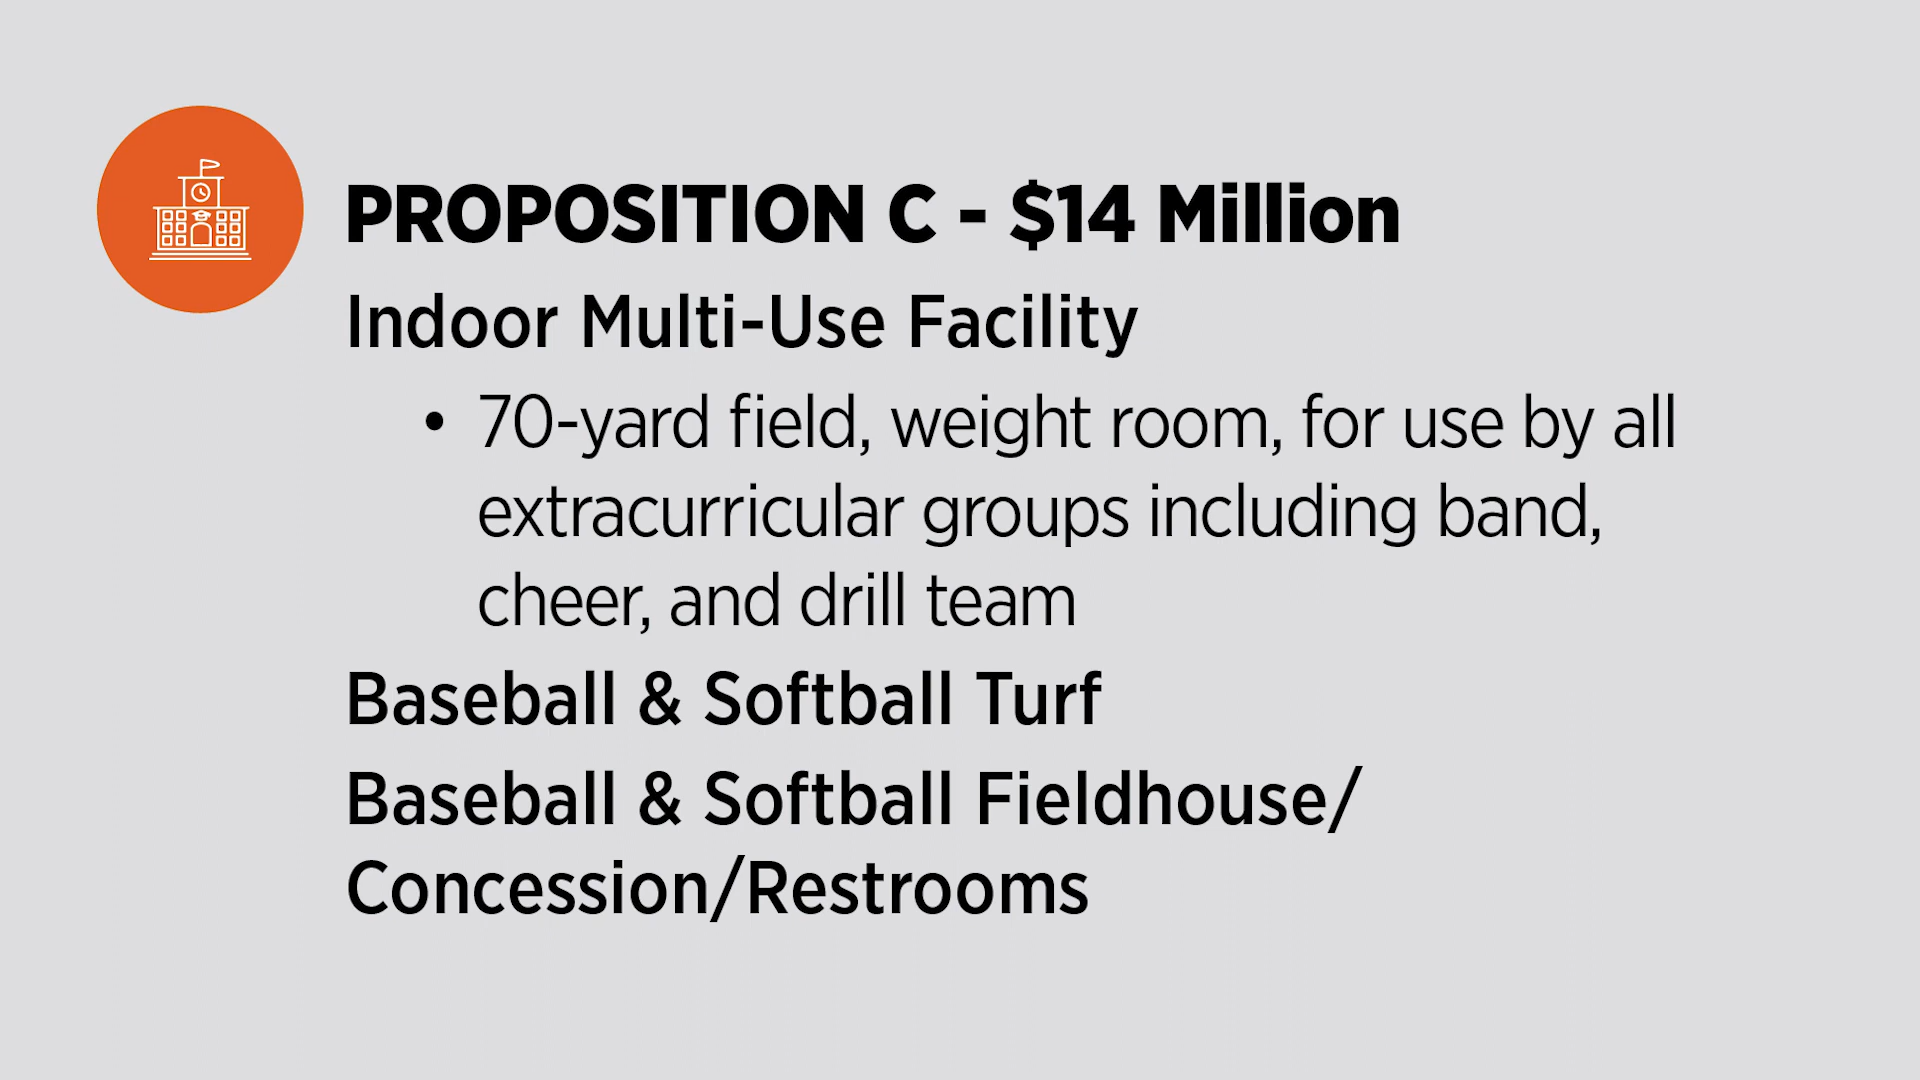 PROPOSITION C - $14 Million
Indoor Multi-Use Facility
• 70-yard field, weight room, for use by all
extracurricular groups including band,
cheer, and drill team
Baseball & Softball Turf
Baseball & Softball Fieldhouse/
Concession/Restrooms